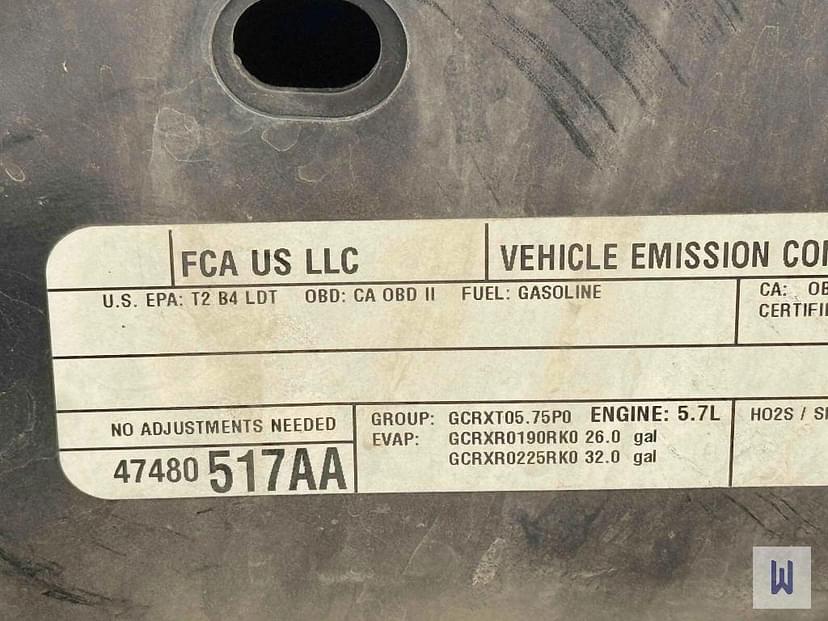 FCA US LLC
VEHICLE EMISSION CO
U.S. EPA: T2 B4 LDT OBD: CA OBD II FUEL: GASOLINE
CA: OB
CERTIFI
NO ADJUSTMENTS NEEDED
47480 517AA
GROUP: GCRXT05.75P0 ENGINE: 5.7L
EVAP: GCRXR0190RK0 26.0 gal
GCRXR0225RK0 32.0 gal
HO2S /
W